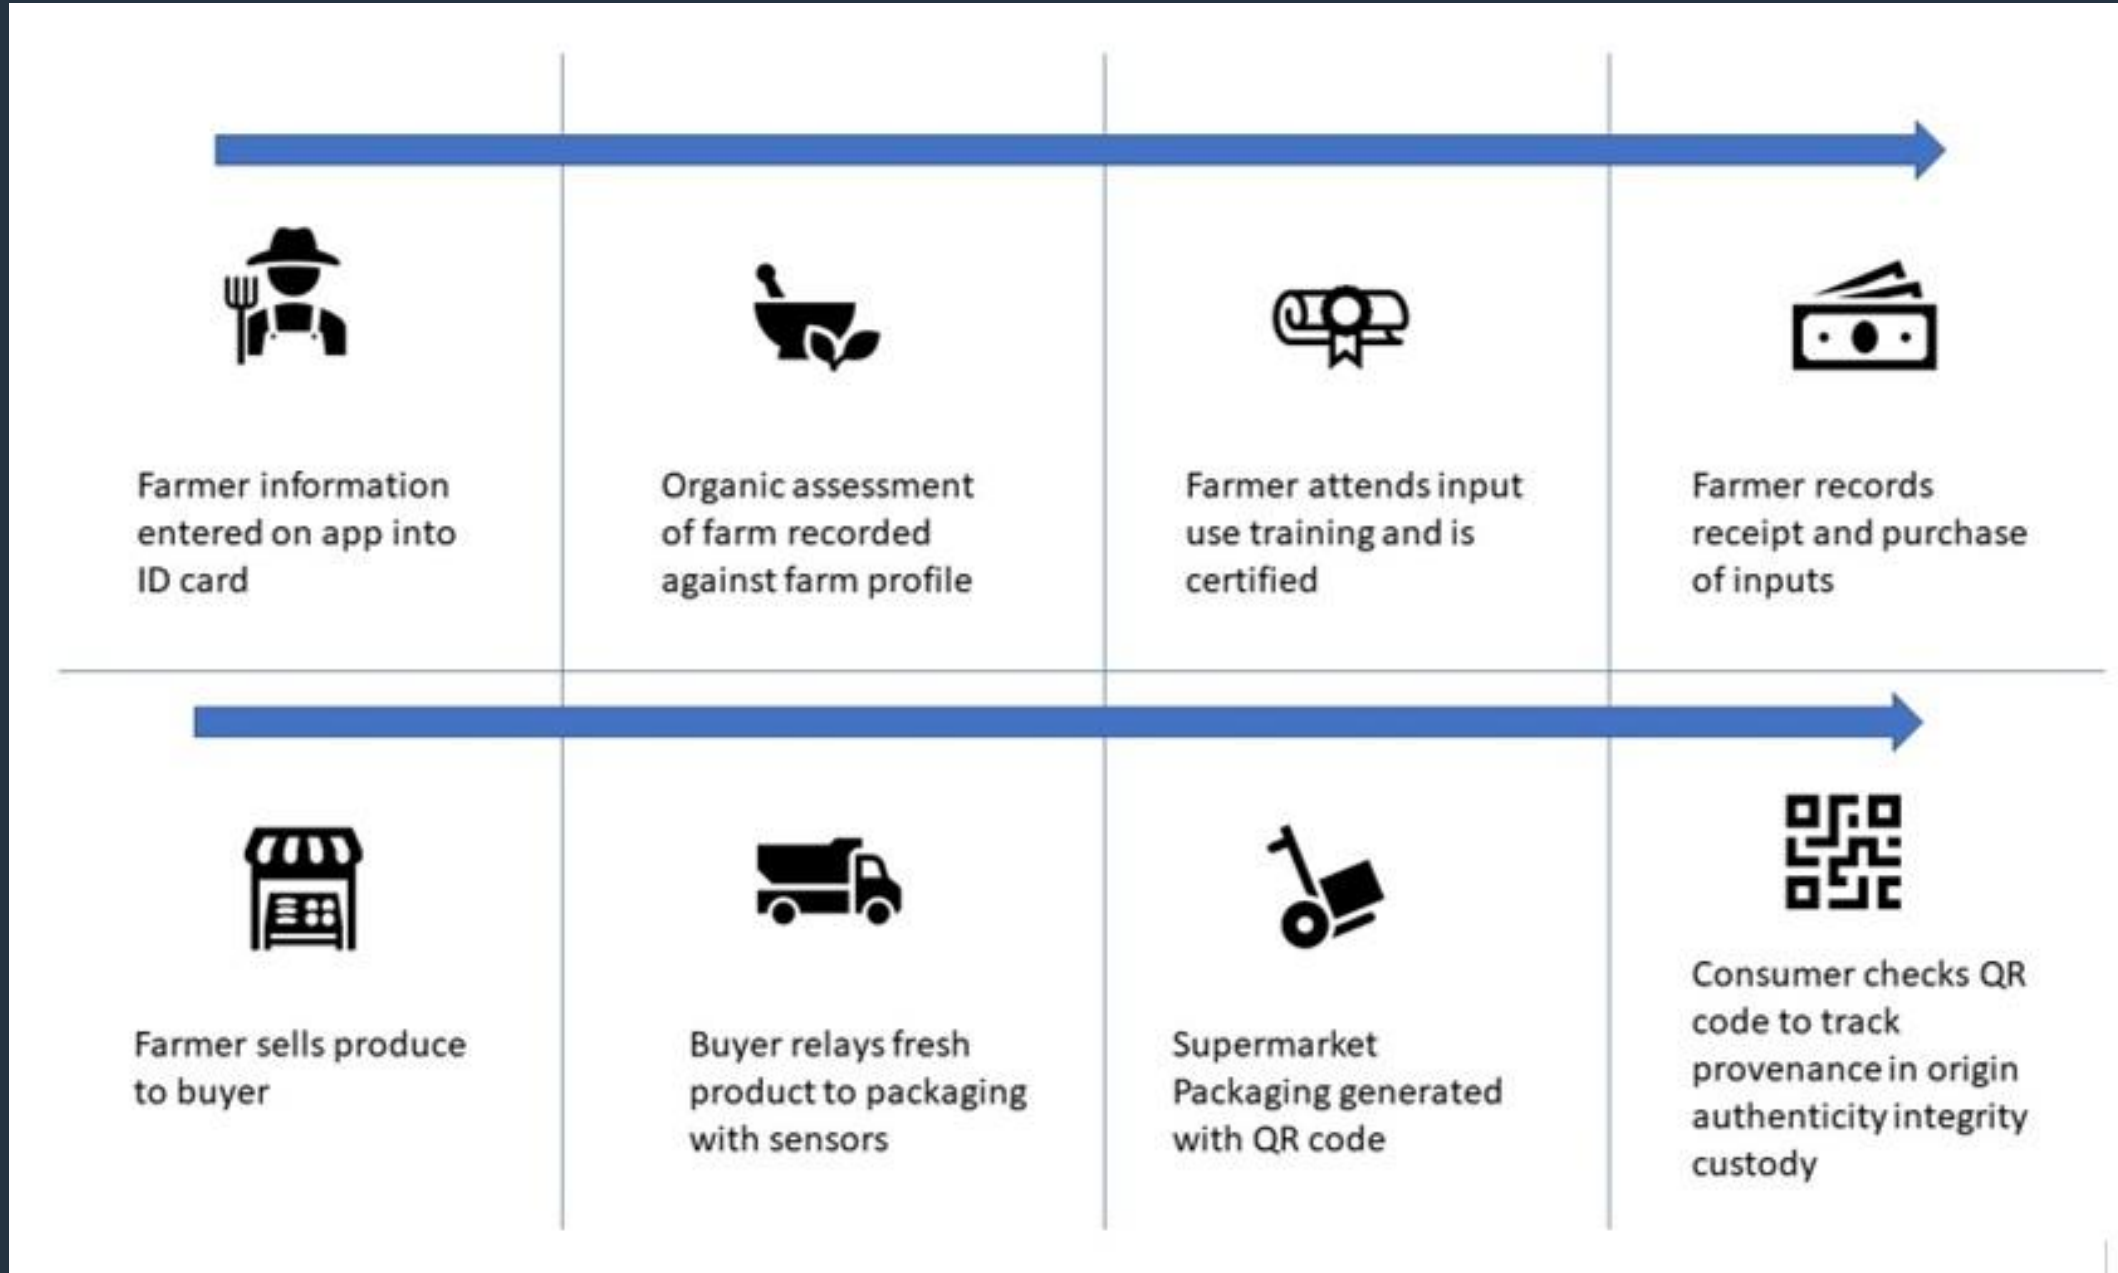 Farmer information
entered on app into
ID card
Organic assessment
of farm recorded
against farm profile
Farmer attends input
use training and is
certified
Farmer records
receipt and purchase
of inputs
Farmer sells produce
to buyer
Buyer relays fresh
product to packaging
with sensors
Supermarket
Packaging generated
with QR code
Consumer checks QR
code to track
provenance in origin
authenticity integrity
custody